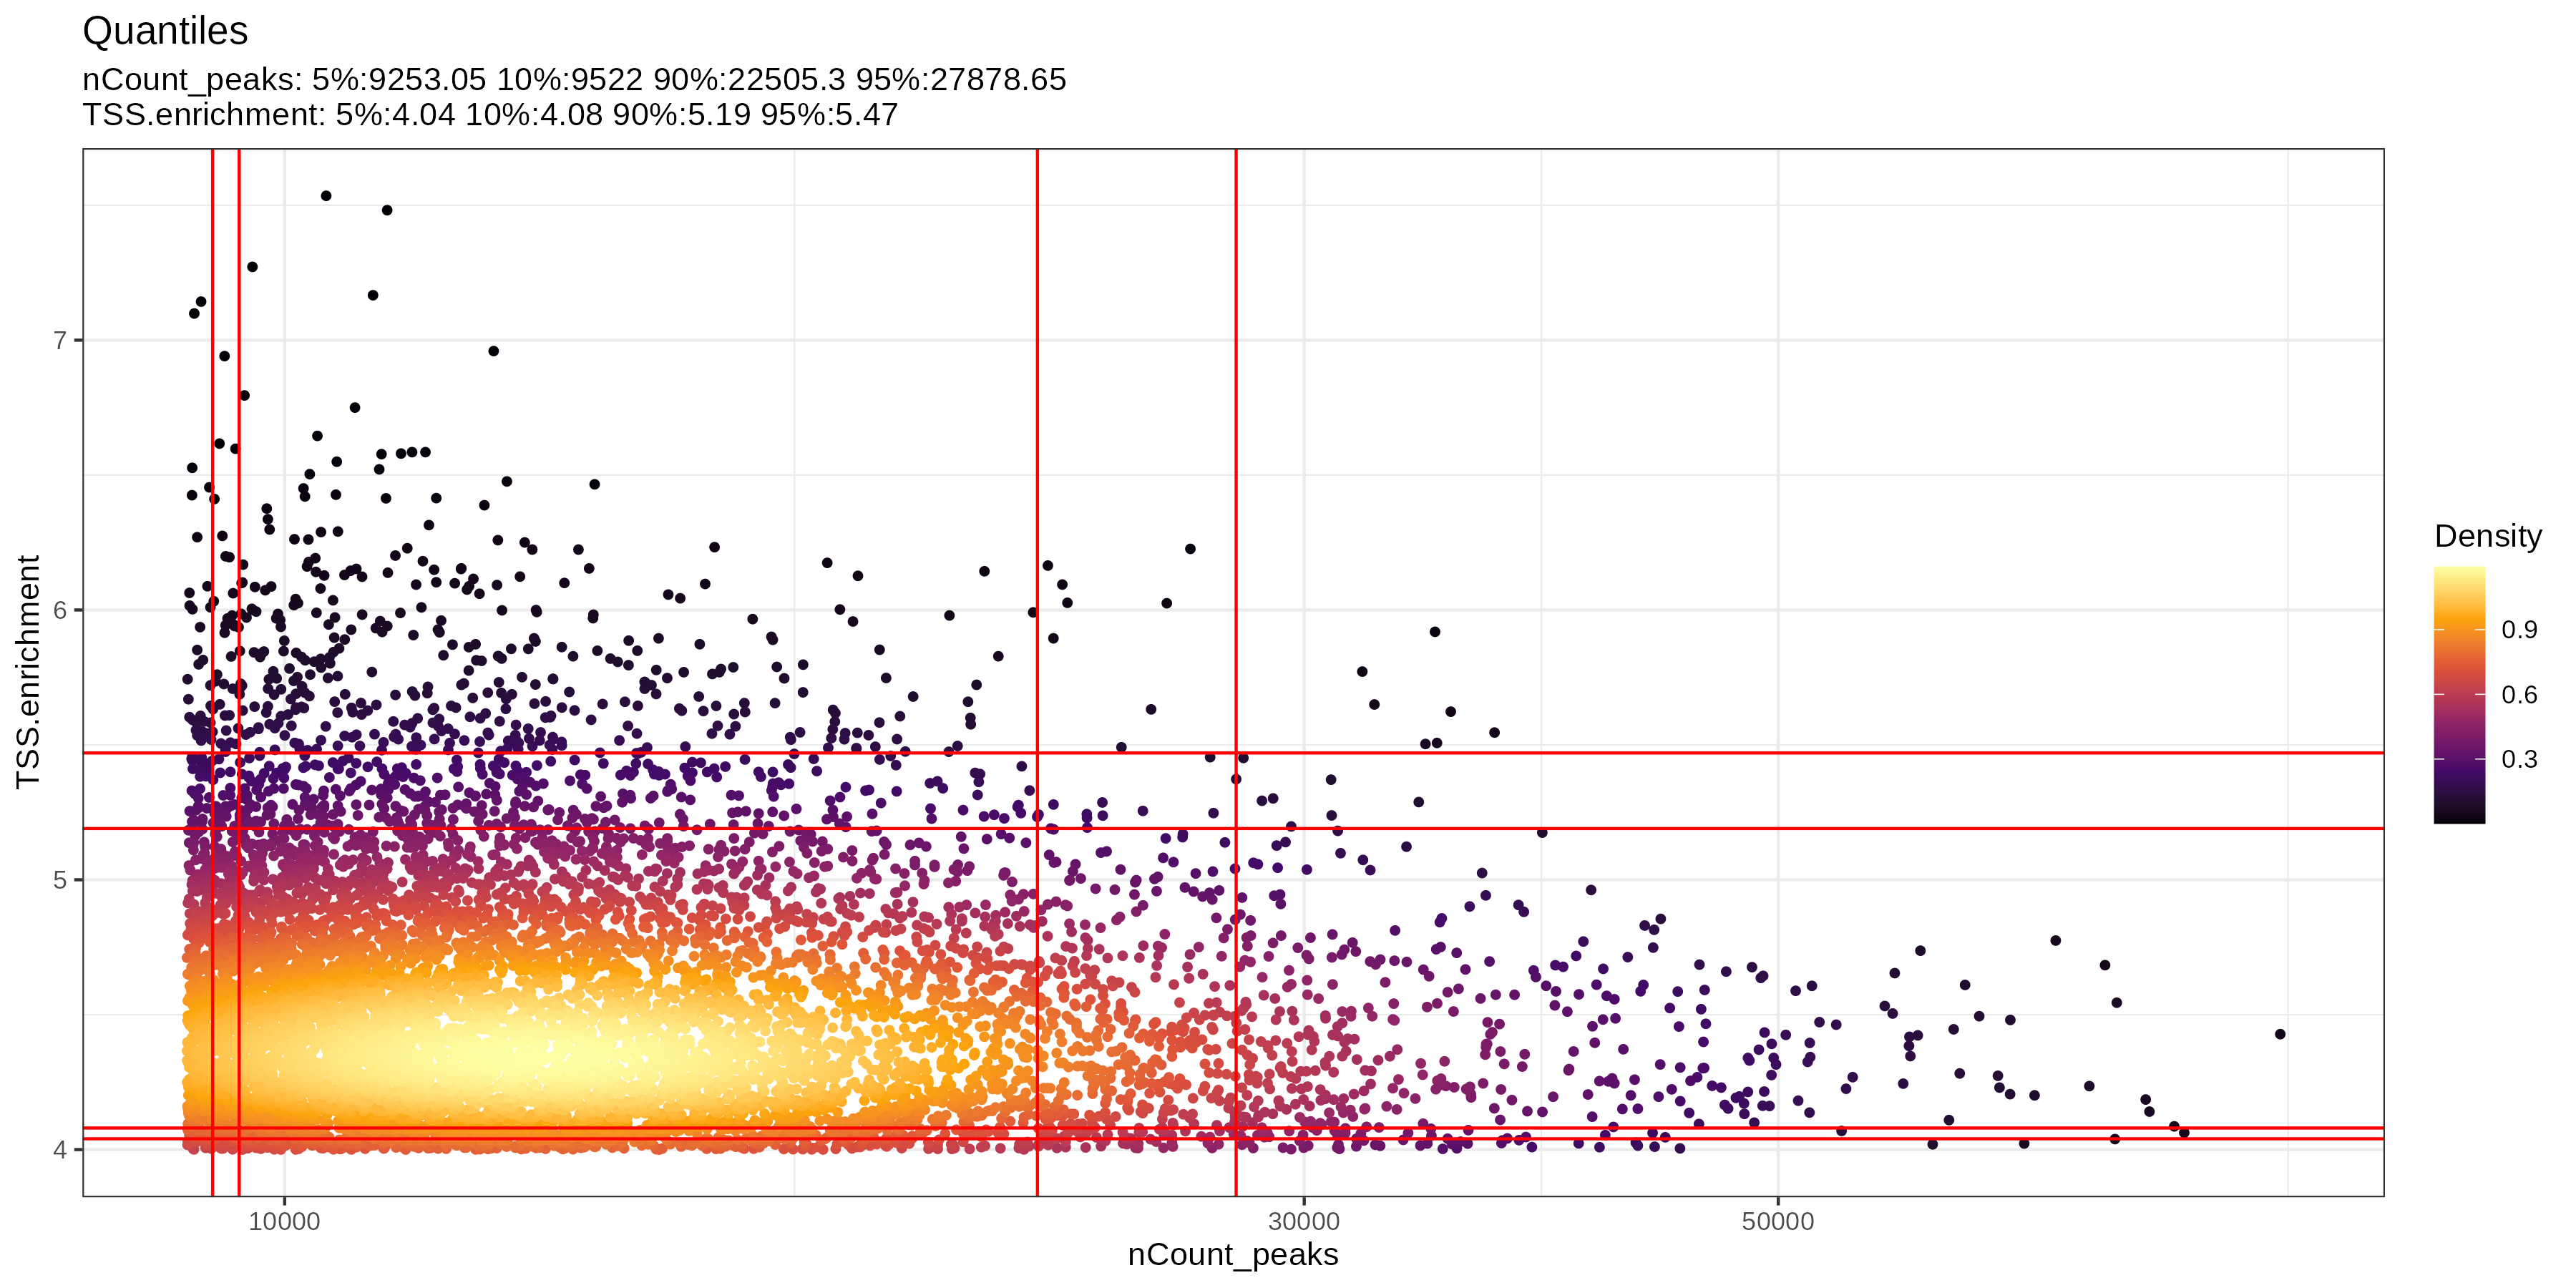 Quantiles
nCount_peaks: 5%:9253.05 10%:9522 90%:22505.3 95%:27878.65
TSS.enrichment: 5%:4.04 10%:4.08 90%:5.19 95%:5.47
7
6
5
4
TSS.enrichment
10000
30000
50000
nCount_peaks
Density
0.9
0.6
0.3